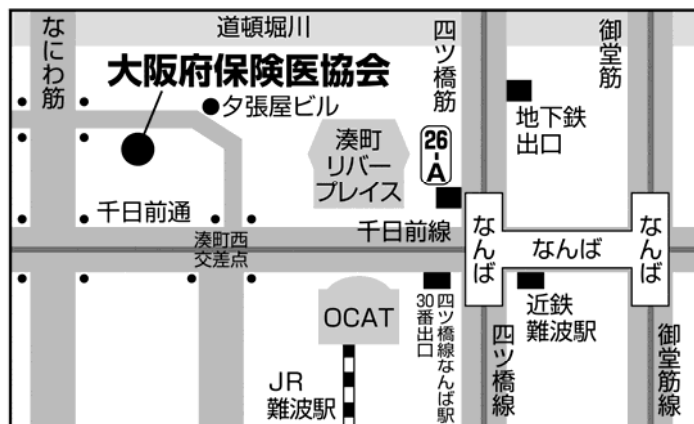 道頓堀川
なにわ筋
四ツ橋筋
御堂筋
大阪府保険医協会
夕張屋ビル
地下鉄
出口
湊町
リバー
プレイス
26
-
A
千日前通
千日前線
湊町西
交差点
なんば
なんば
なんば
OCAT
30番出口
四ツ橋線なんば駅
近鉄
難波駅
JR
難波駅
四ツ橋線
御堂筋線